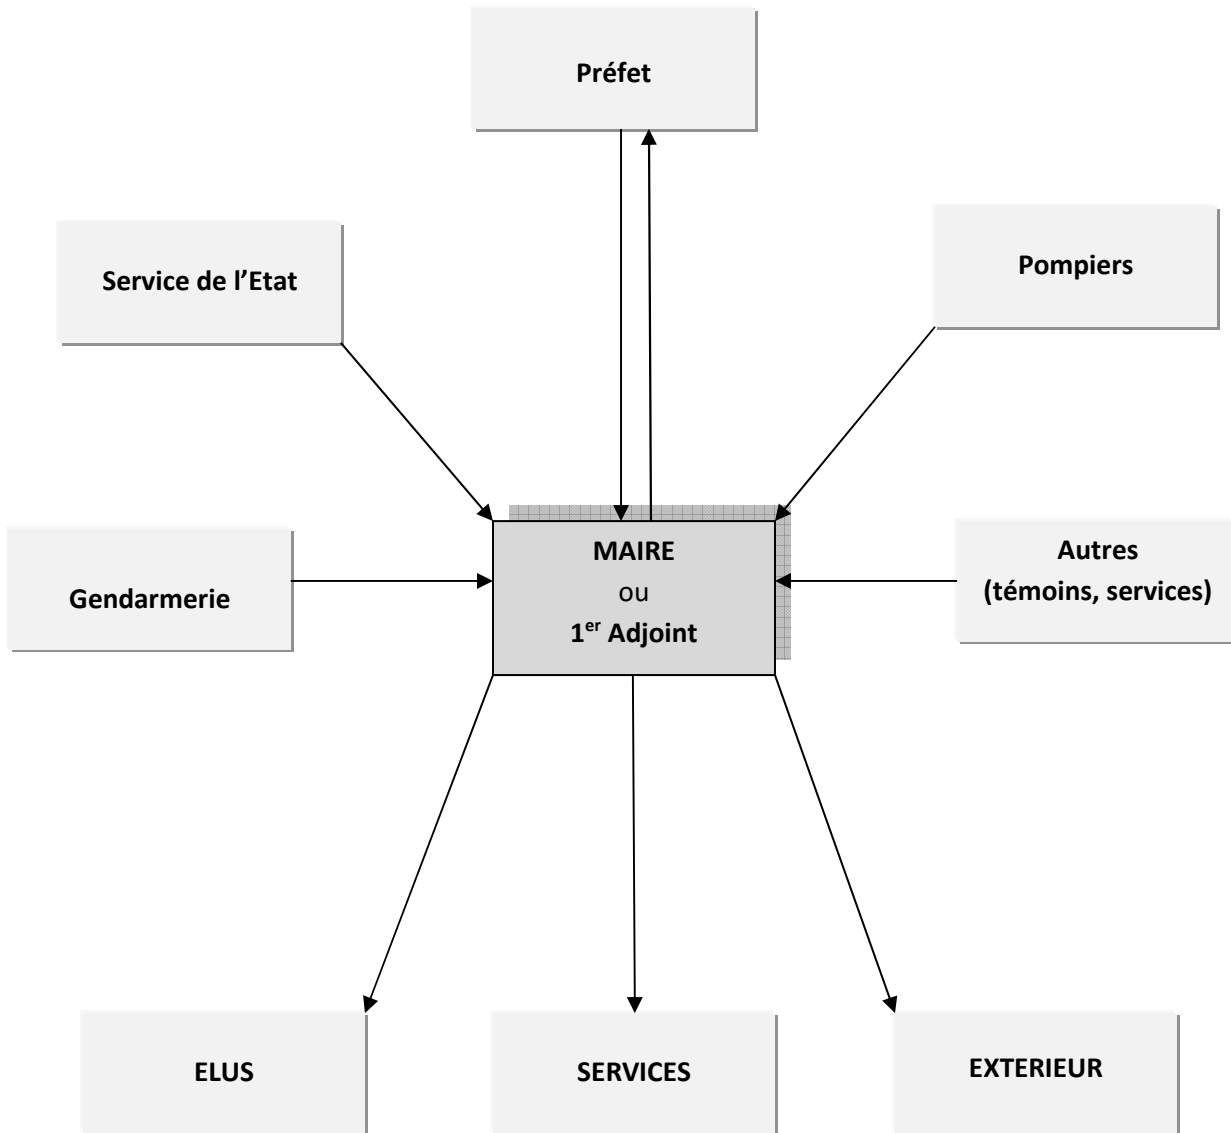 Préfet
Service de l’Etat
Pompiers
Gendarmerie
MAIRE
ou
1er Adjoint
Autres
(témoins, services)
ELUS
SERVICES
EXTERIEUR